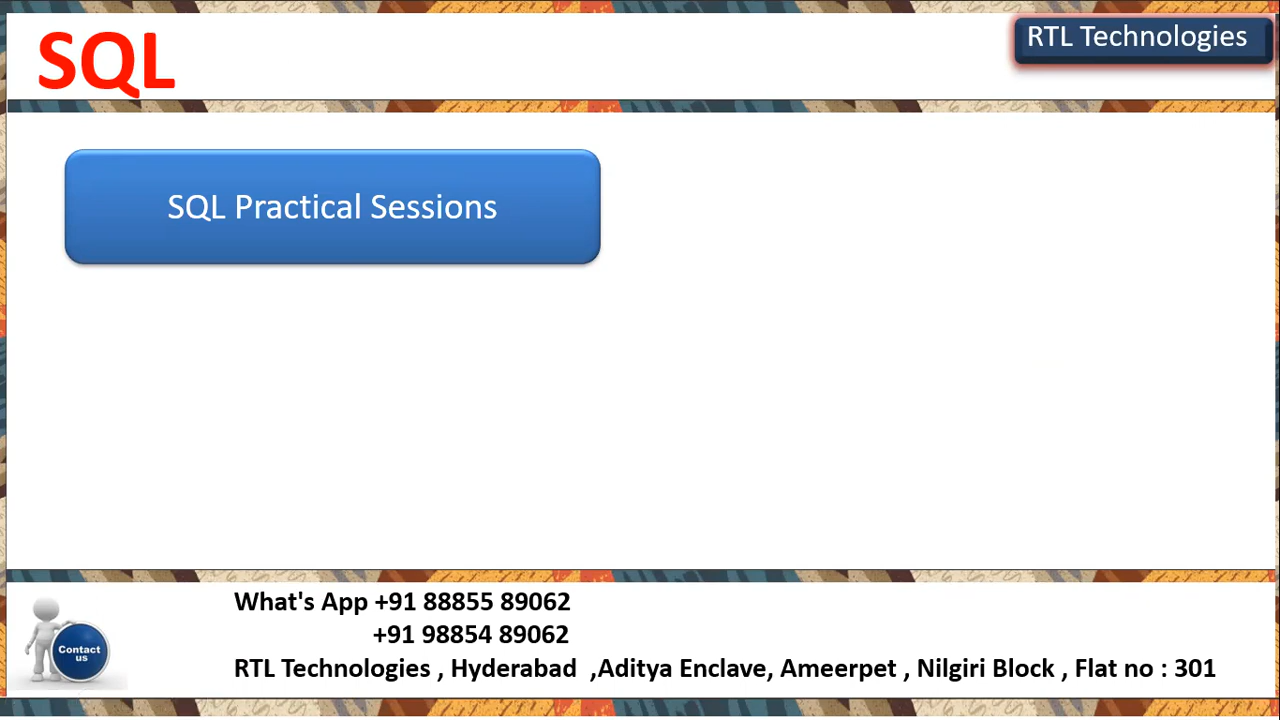 SQL
RTL Technologies
SQL Practical Sessions
What's App +91 88855 89062
+91 98854 89062
Contact
us
RTL Technologies , Hyderabad  ,Aditya Enclave, Ameerpet , Nilgiri Block , Flat no : 301